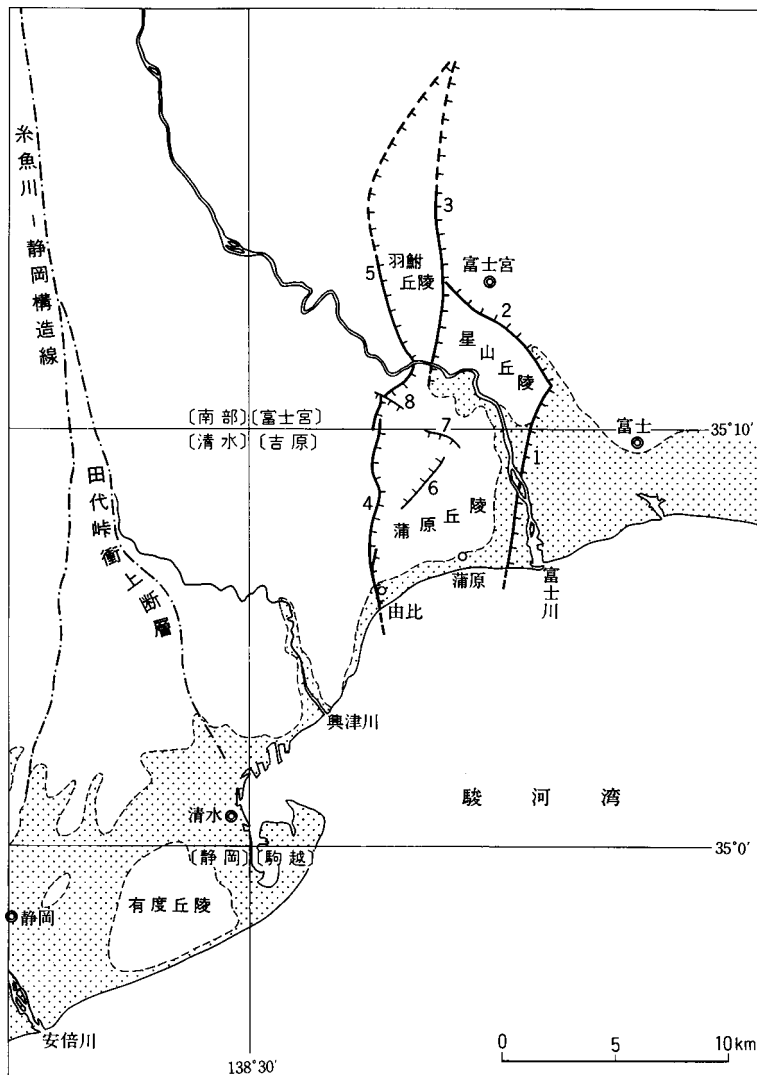 糸魚川-静岡構造線
田代峠衝上断層
3
5
羽鮒
丘陵
富士宮
2
星山丘陵
8
〔南部〕〔富士宮〕
〔清水〕〔吉原〕
7
富士
35°10′
1
4
6
蒲原丘陵
蒲原
富士川
由比
興津川
駿河湾
清水
〔静岡〕〔駒越〕
35°0′
有度丘陵
静岡
安倍川
138°30′
0 5 10km